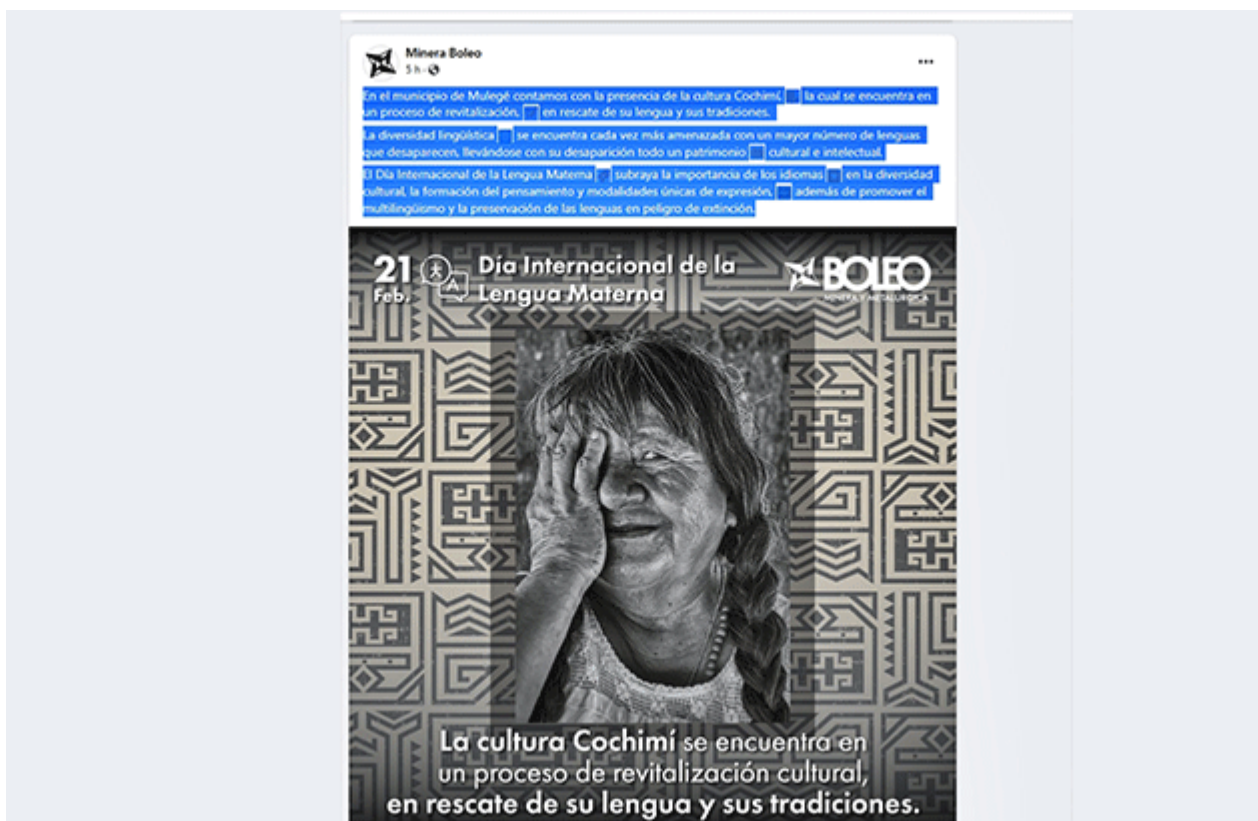 Minera Boleo
5 h ·
En el municipio de Mulegé contamos con la presencia de la cultura Cochimí, la cual se encuentra en
un proceso de revitalización, en rescate de su lengua y sus tradiciones.
La diversidad lingüística se encuentra cada vez más amenazada con un mayor número de lenguas
que desaparecen, llevándose con su desaparición todo un patrimonio cultural e intelectual.
El Día Internacional de la Lengua Materna subraya la importancia de los idiomas en la diversidad
cultural, la formación del pensamiento y modalidades únicas de expresión, además de promover el
multilingüismo y la preservación de las lenguas en peligro de extinción.
21
Feb.
A
Día Internacional de la
Lengua Materna
BOLEO
MINERA Y METALÚRGICA
La cultura Cochimí se encuentra en
un proceso de revitalización cultural,
en rescate de su lengua y sus tradiciones.